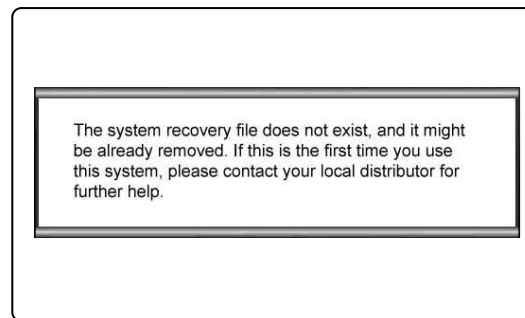 The system recovery file does not exist, and it might
be already removed. If this is the first time you use
this system, please contact your local distributor for
further help.